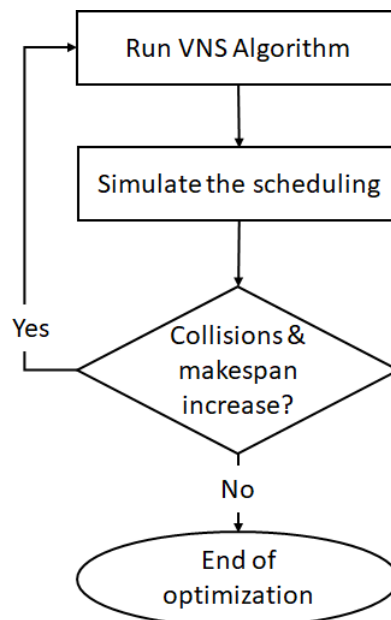 Run VNS Algorithm
Simulate the scheduling
Collisions &
makespan
increase?
Yes
No
End of
optimization